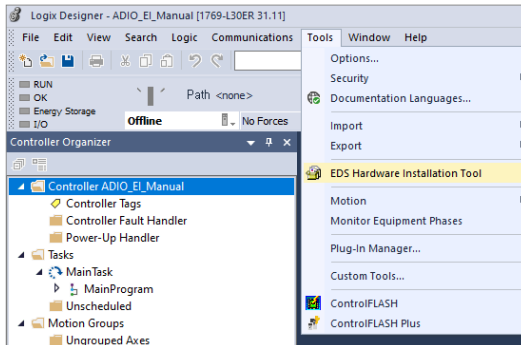 Logix Designer - ADIO_EI_Manual [1769-L30ER 31.11]
File Edit View Search Logic Communications Tools Window Help
RUN
OK
Energy Storage
I/O
Path <none>
Offline
No Forces
Controller Organizer
Controller ADIO_EI_Manual
Controller Tags
Controller Fault Handler
Power-Up Handler
Tasks
MainTask
MainProgram
Unscheduled
Motion Groups
Ungrouped Axes
Options...
Security
Documentation Languages...
Import
Export
EDS Hardware Installation Tool
Motion
Monitor Equipment Phases
Plug-In Manager...
Custom Tools...
ControlFLASH
ControlFLASH Plus